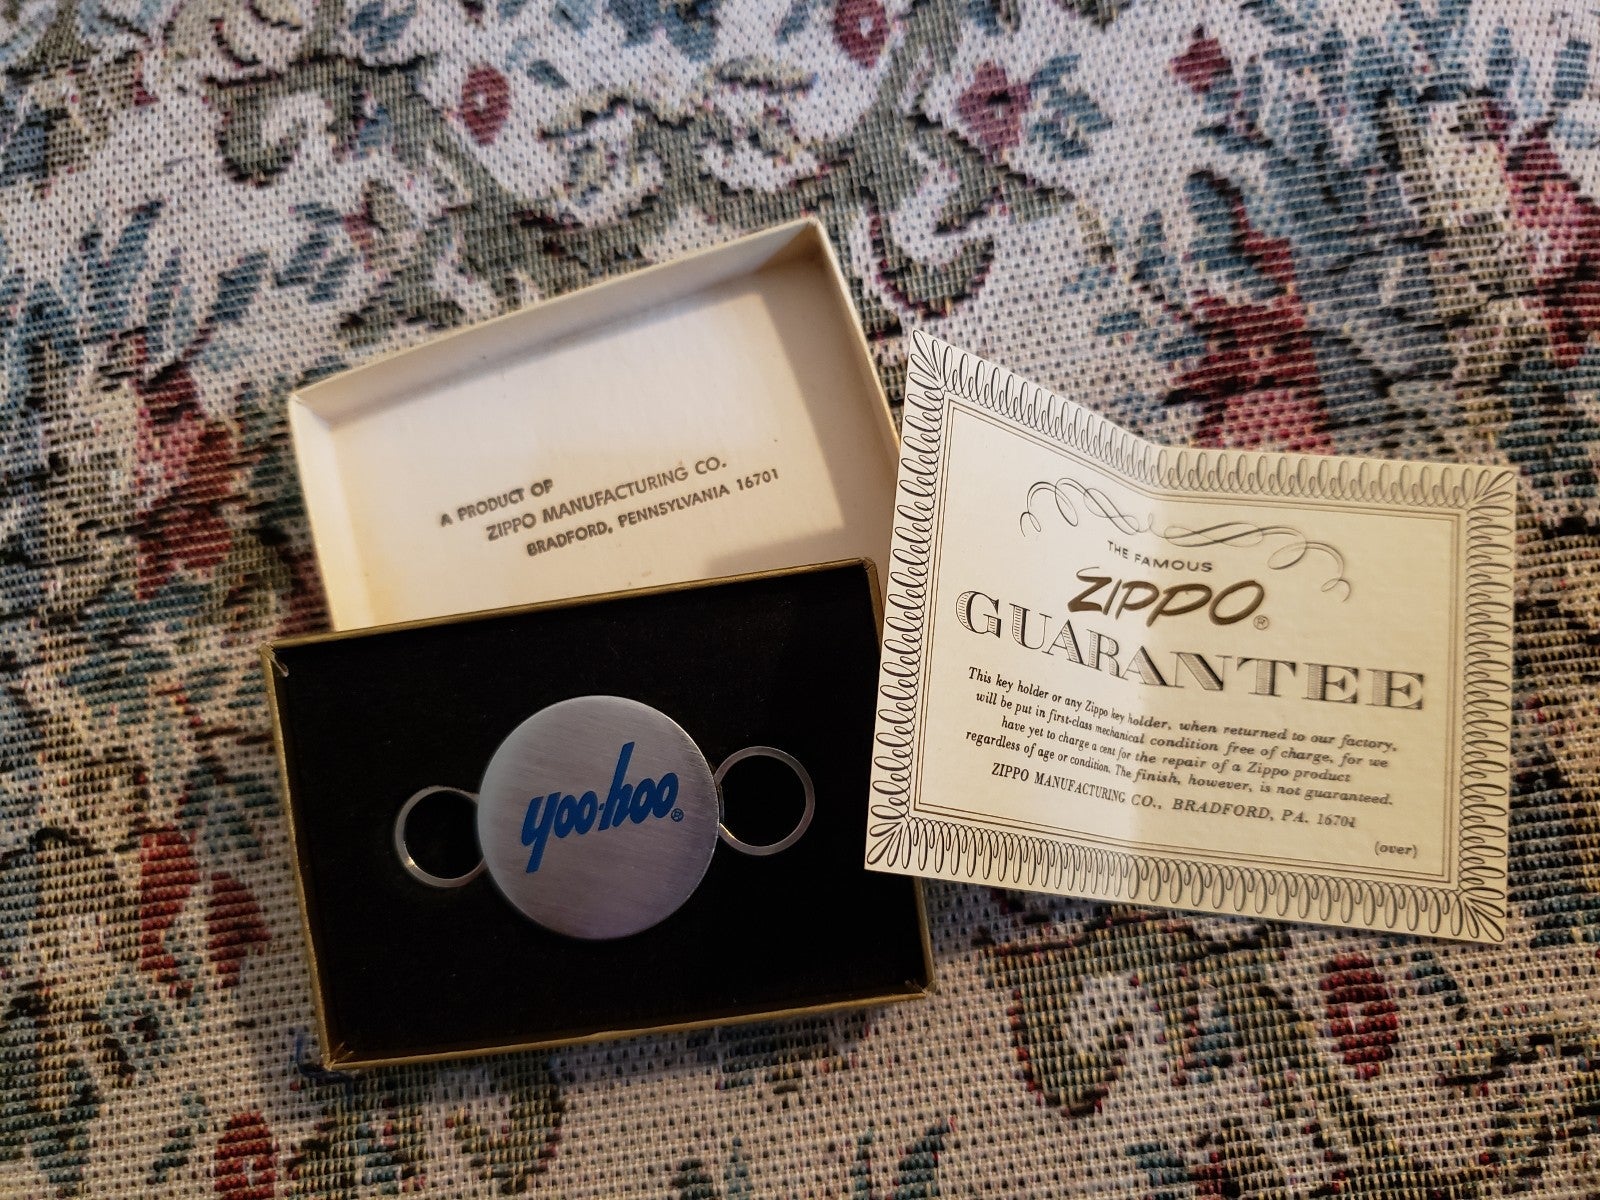 A PRODUCT OF
ZIPPO MANUFACTURING CO.
BRADFORD, PENNSYLVANIA 16701
yoo-hoo®
THE FAMOUS
ZIPPO®
GUARANTEE
This key holder or any Zippo key holder, when returned to our factory,
will be put in first-class mechanical condition free of charge, for we
have yet to charge a cent for the repair of a Zippo product
regardless of age or condition. The finish, however, is not guaranteed.
ZIPPO MANUFACTURING CO., BRADFORD, PA. 16701
(over)